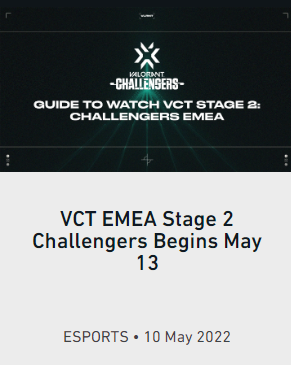 VALORANT
CHALLENGERS
GUIDE TO WATCH VCT STAGE 2:
CHALLENGERS EMEA
VCT EMEA Stage 2
Challengers Begins May
13
ESPORTS • 10 May 2022